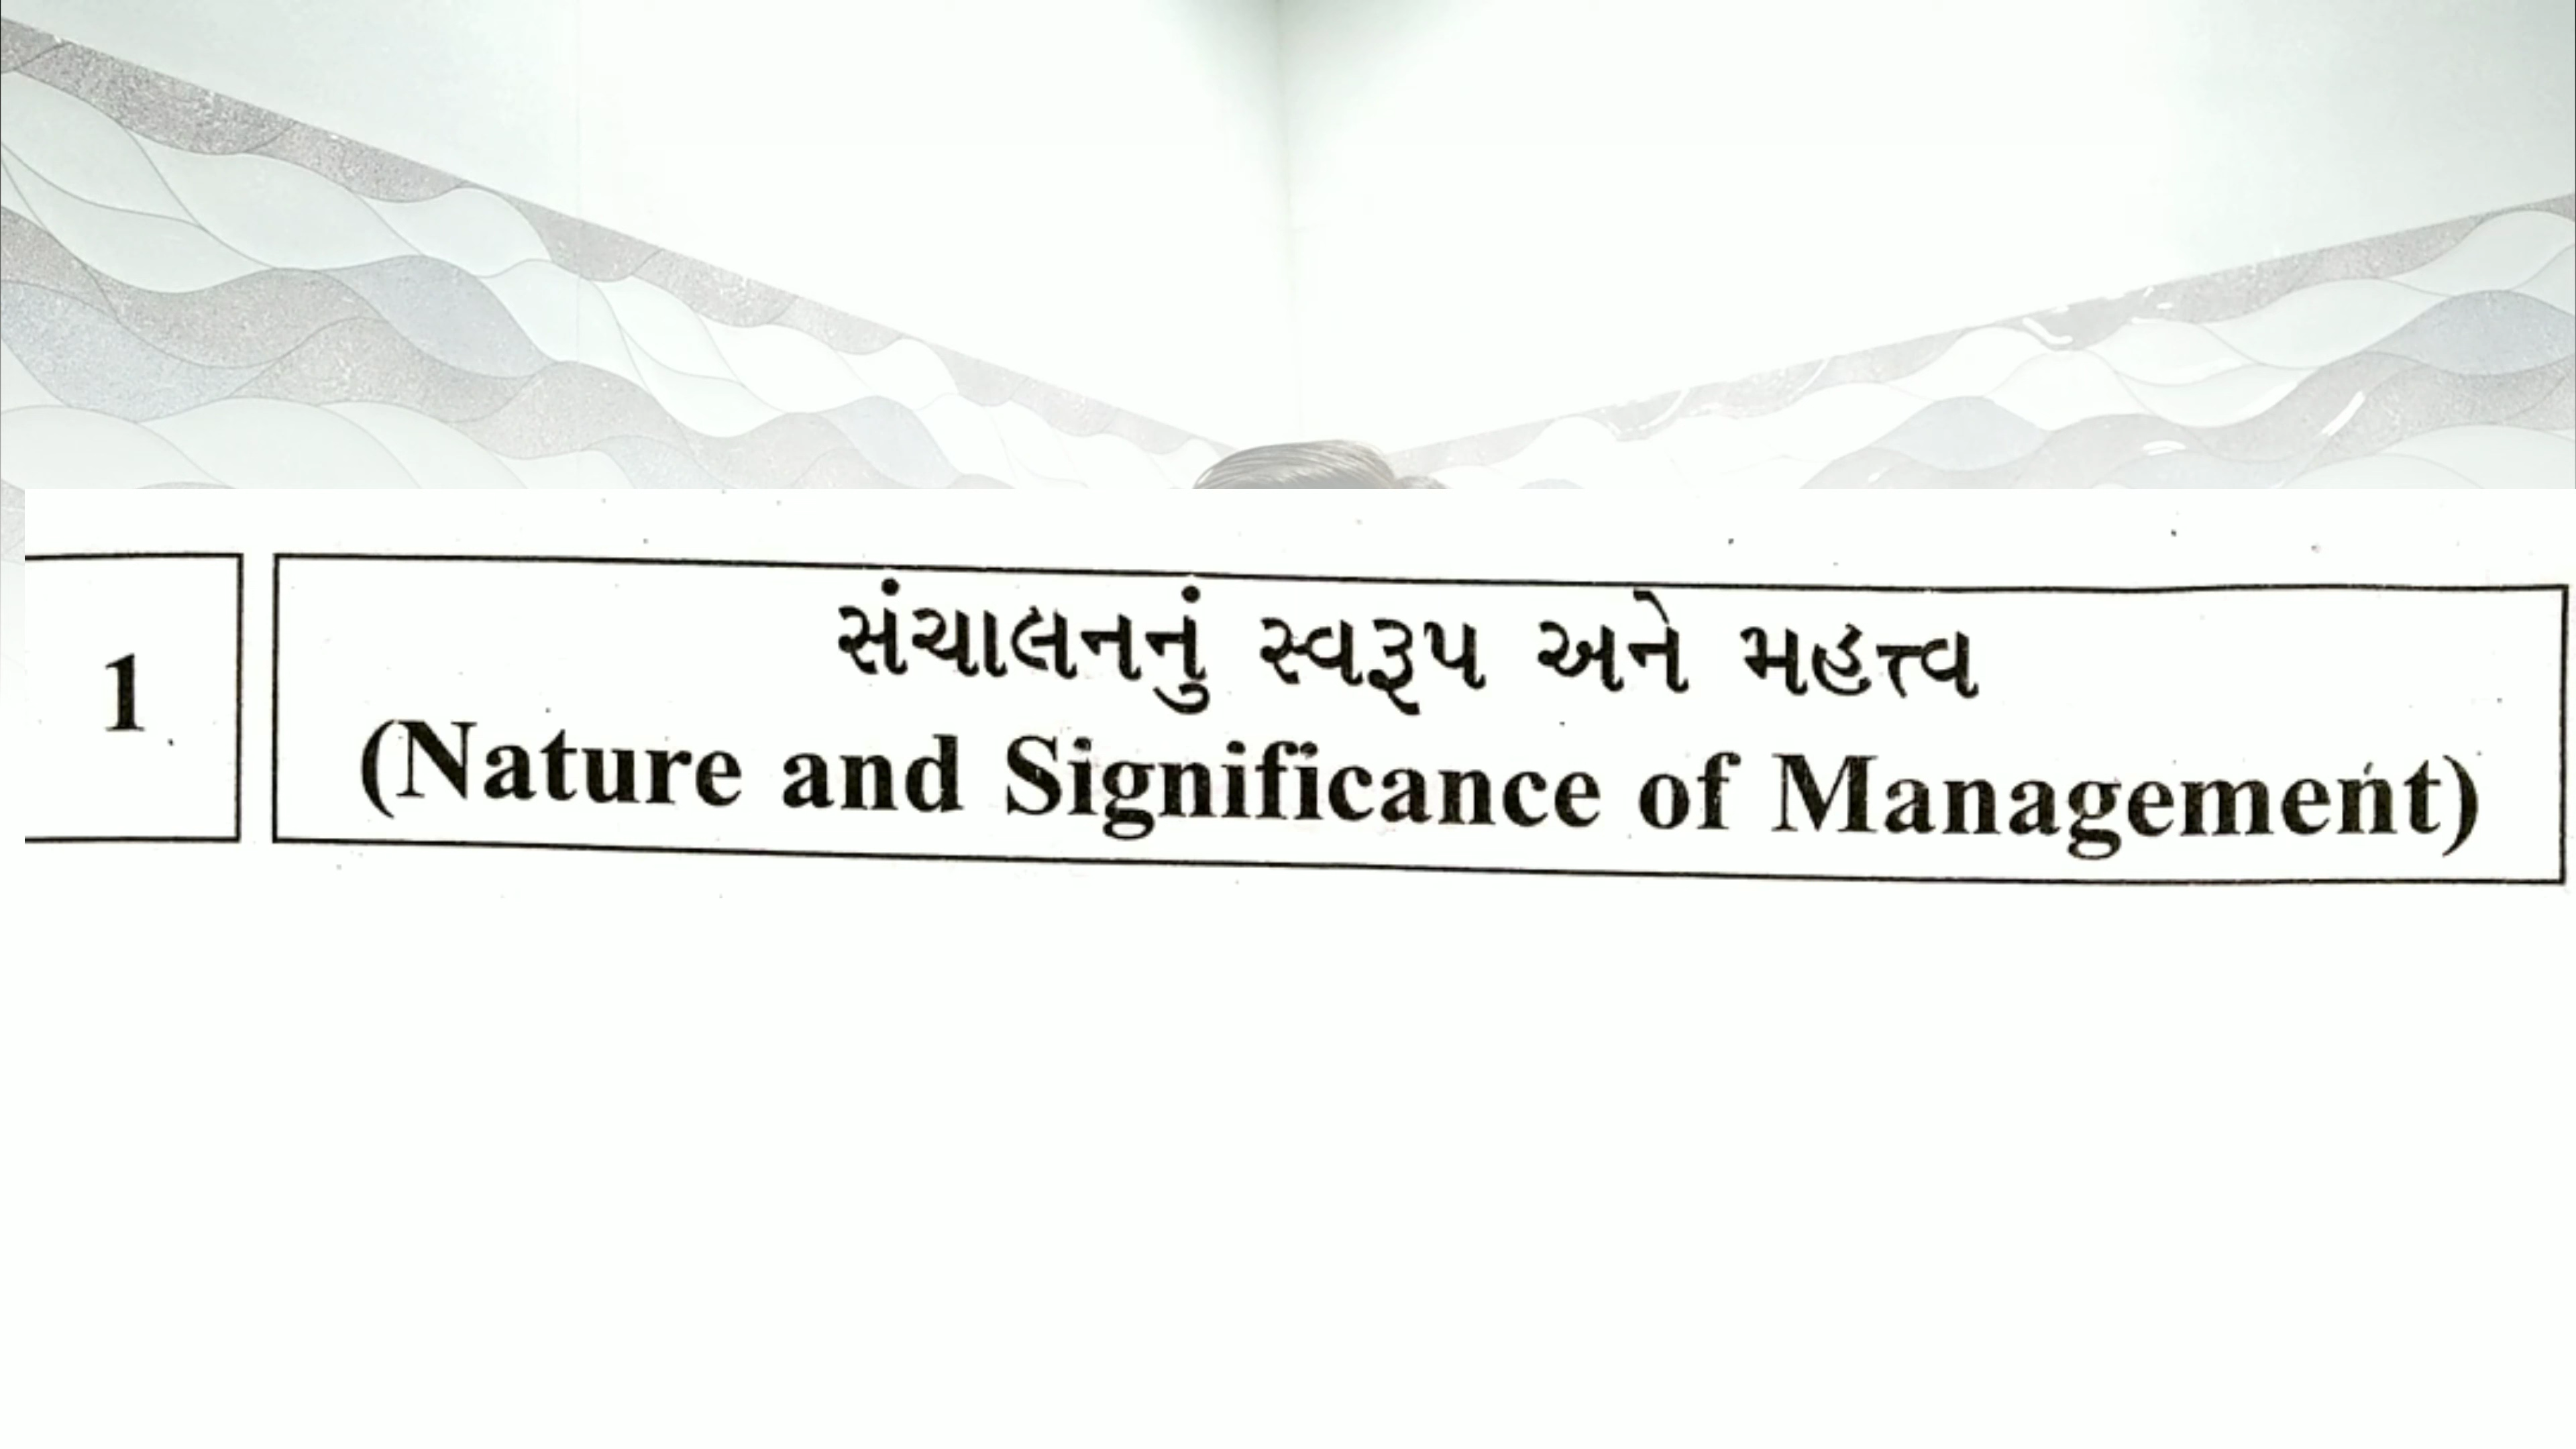 1
સંચાલનનું સ્વરૂપ અને મહત્ત્વ
(Nature and Significance of Management)